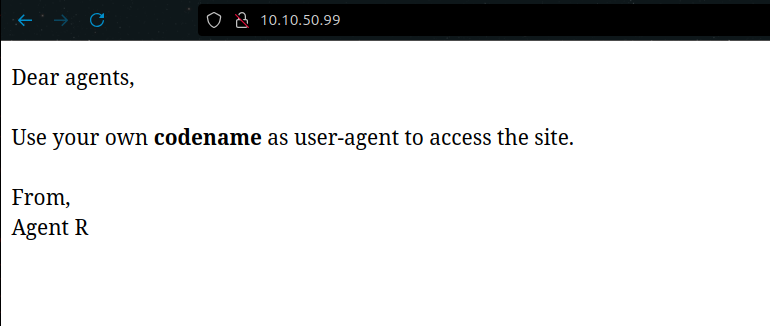 10.10.50.99
Dear agents,
Use your own codename as user-agent to access the site.
From,
Agent R